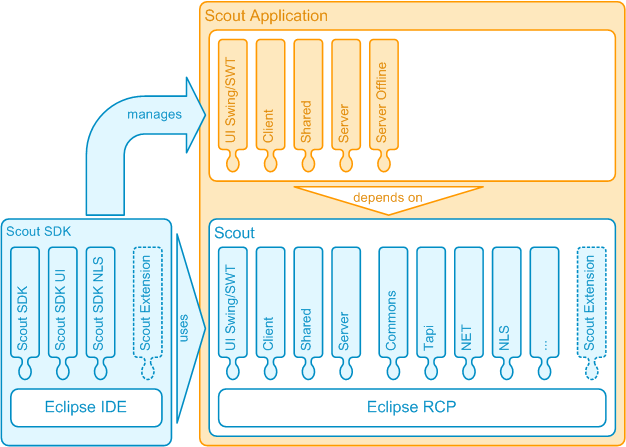 Scout Application
UI Swing/SWT
Client
Shared
Server
Server Offline
manages
depends on
Scout SDK
Scout SDK
Scout SDK UI
Scout SDK NLS
Scout Extension
Eclipse IDE
uses
Scout
UI Swing/SWT
Client
Shared
Server
Commons
Tapi
NET
NLS
...
Scout Extension
Eclipse RCP